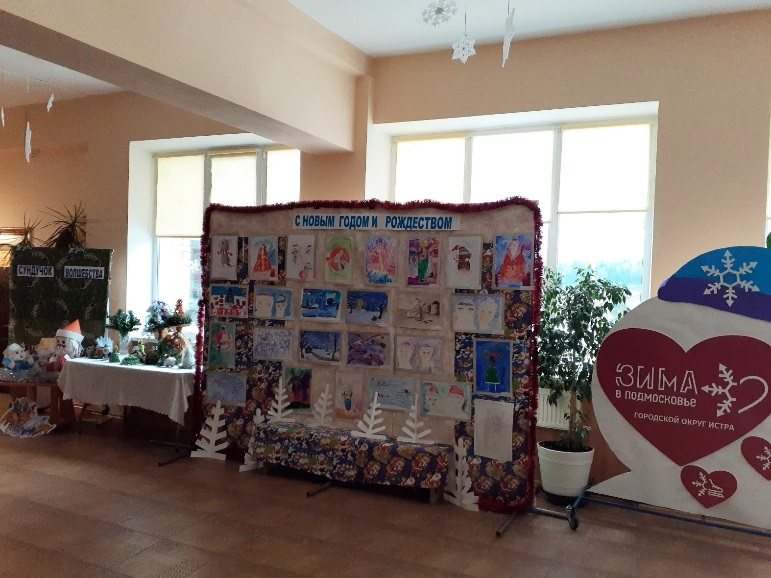 С НОВЫМ ГОДОМ И РОЖДЕСТВОМ
СУНДУЧОК ВОЛШЕБСТВА
ЗИМА
В ПОДМОСКОВЬЕ
ГОРОДСКОЙ ОКРУГ ИСТРА